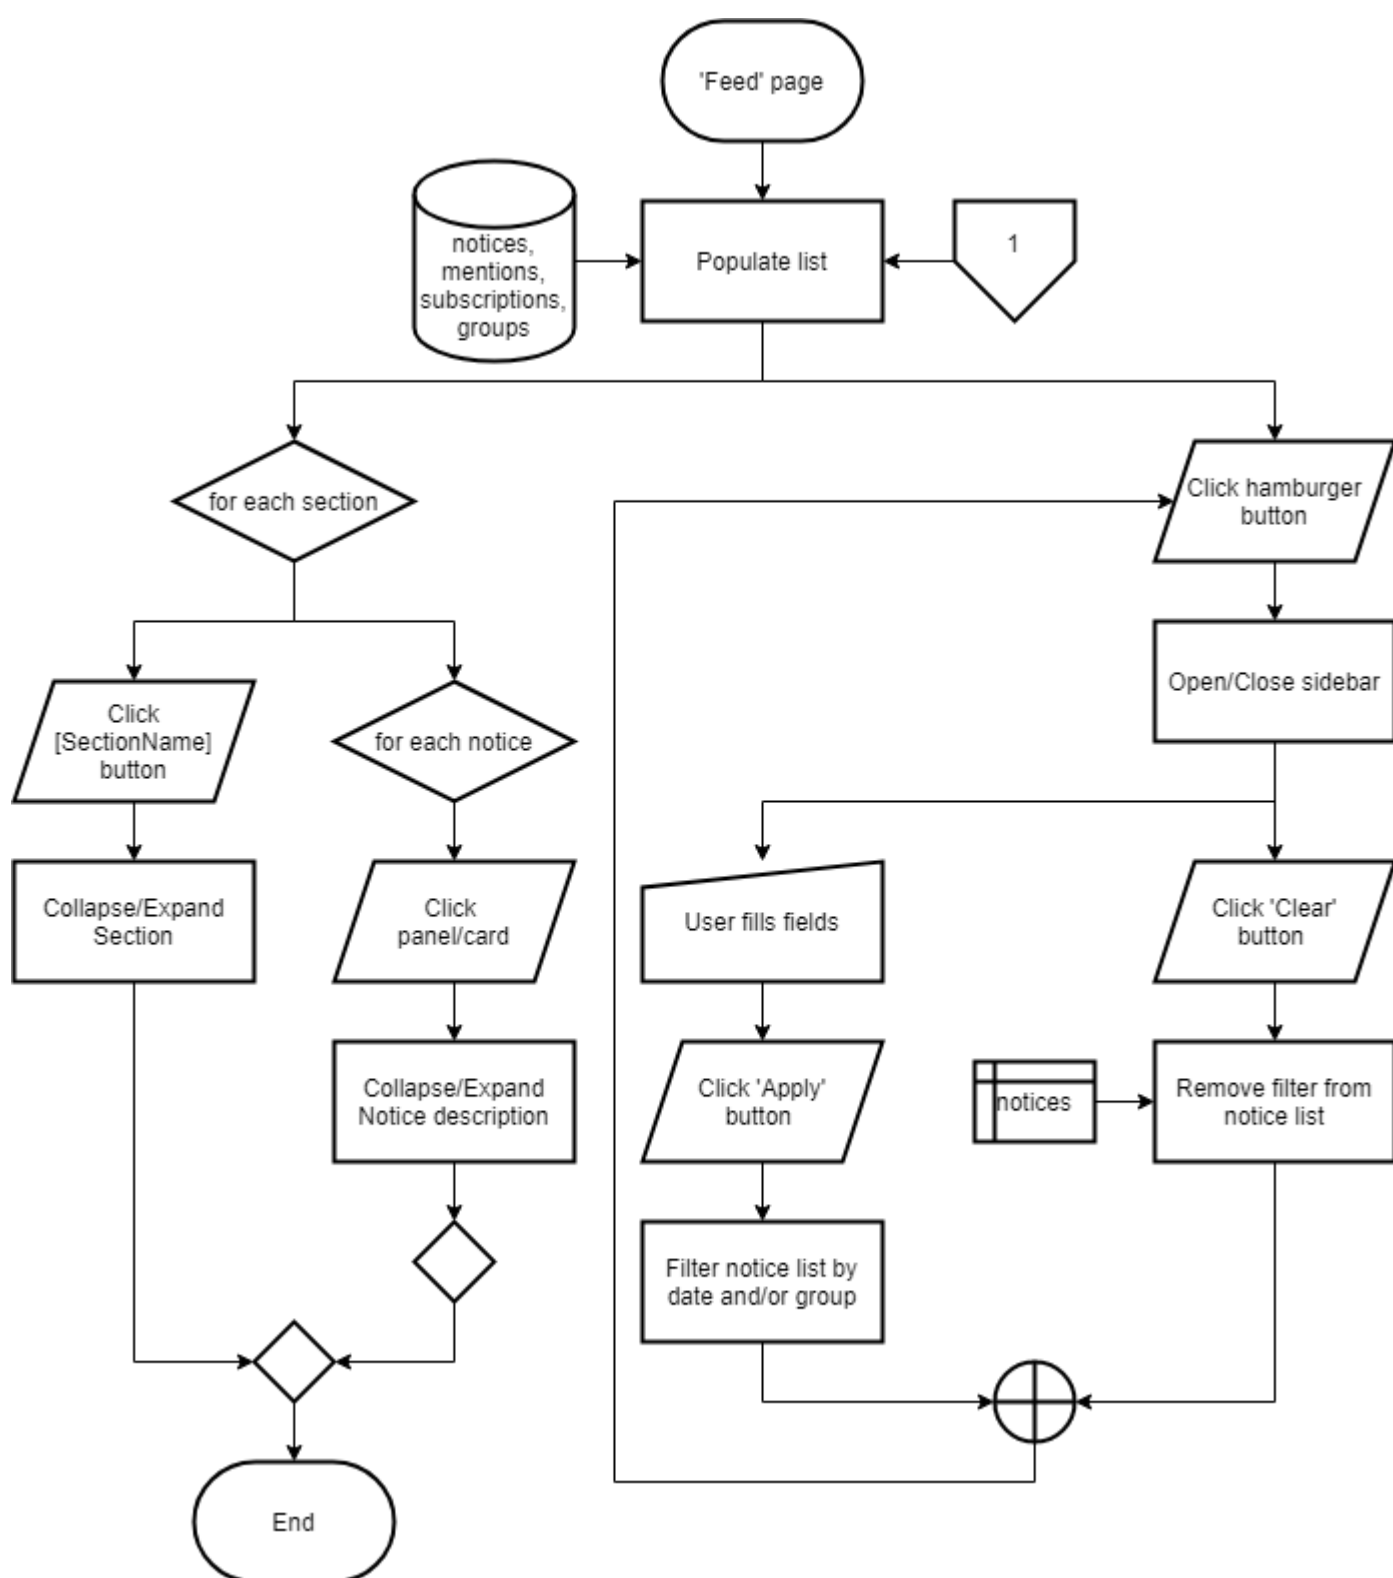 'Feed' page
notices,
mentions,
subscriptions,
groups
Populate list
1
for each section
Click hamburger
button
Click
[SectionName]
button
for each notice
Open/Close sidebar
Collapse/Expand
Section
Click
panel/card
User fills fields
Click 'Clear'
button
Collapse/Expand
Notice description
Click 'Apply'
button
notices
Remove filter from
notice list
Filter notice list by
date and/or group
End